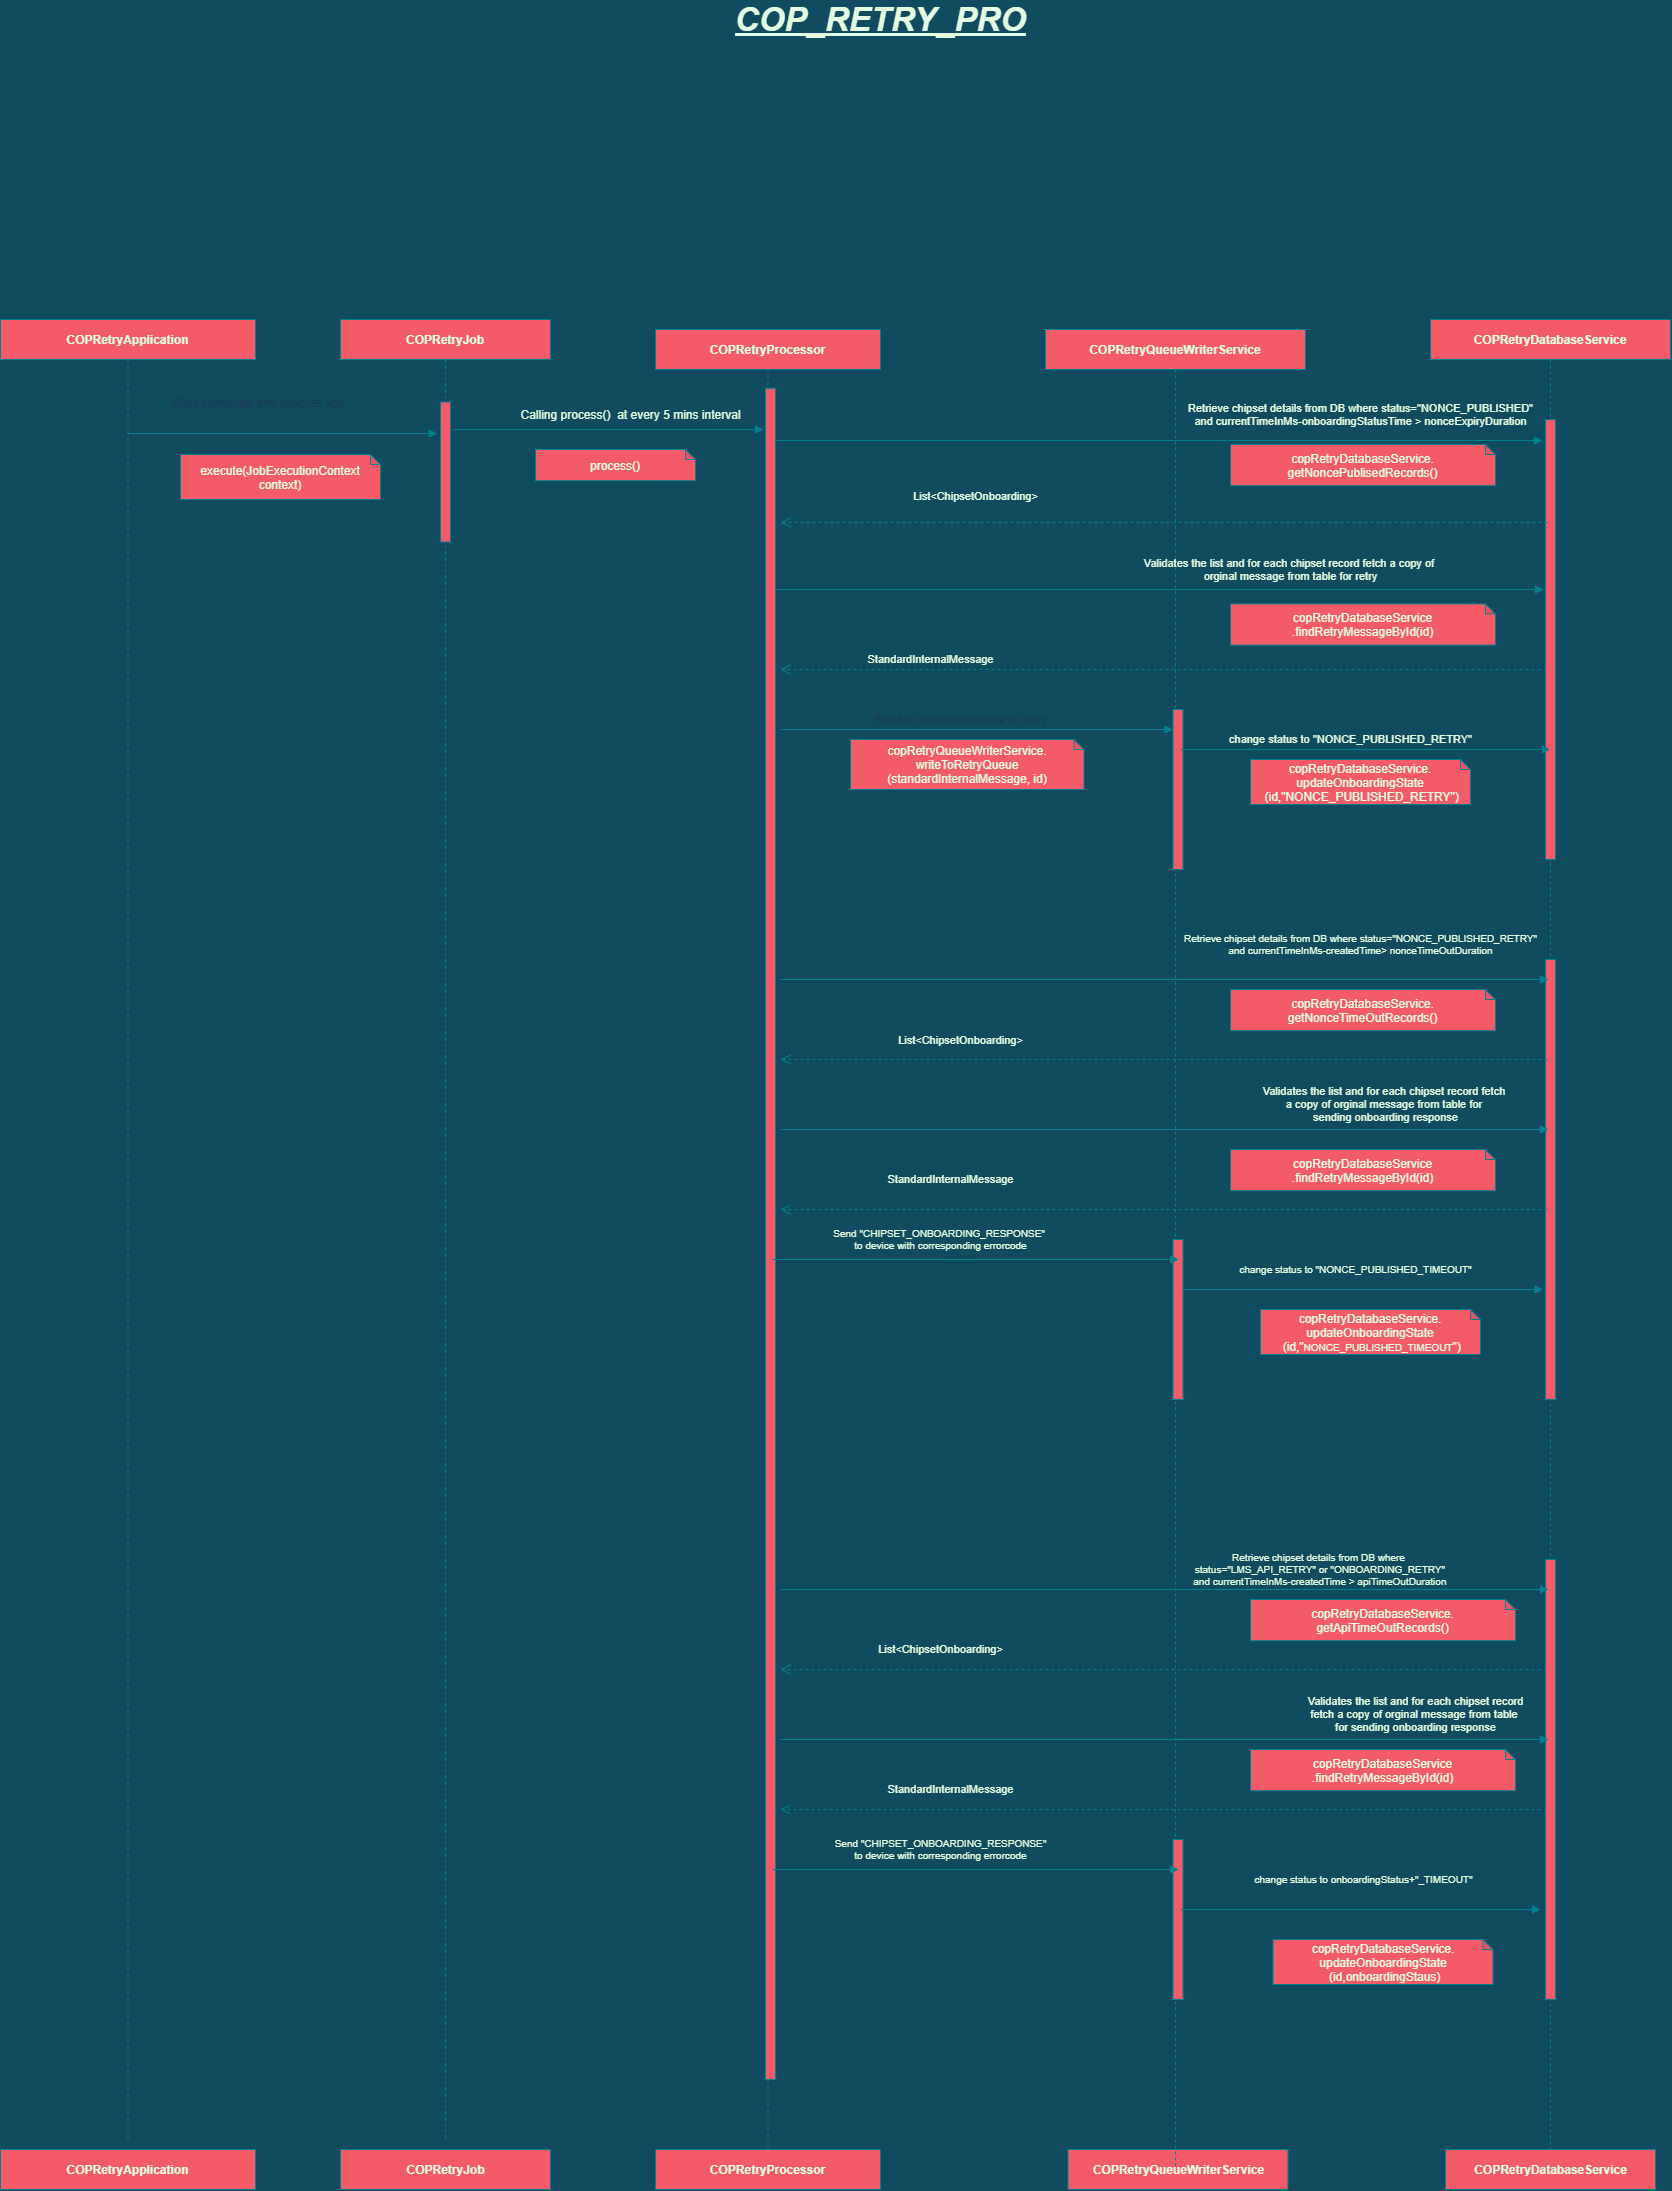 COP_RETRY_PRO
COPRetryApplication
COPRetryJob
COPRetryProcessor
COPRetryQueueWriterService
COPRetryDatabaseService
Start scheduler and execute Job
Calling process()  at every 5 mins interval
Retrieve chipset details from DB where status="NONCE_PUBLISHED"
and currentTimeInMs-onboardingStatusTime > nonceExpiryDuration
execute(JobExecutionContext
context)
process()
copRetryDatabaseService.
getNoncePublisedRecords()
List<ChipsetOnboarding>
Validates the list and for each chipset record fetch a copy of
orginal message from table for retry
copRetryDatabaseService
.findRetryMessageById(id)
StandardInternalMessage
Send to resilience queue to retry
change status to "NONCE_PUBLISHED_RETRY"
copRetryQueueWriterService.
writeToRetryQueue
(standardInternalMessage, id)
copRetryDatabaseService.
updateOnboardingState
(id,"NONCE_PUBLISHED_RETRY")
Retrieve chipset details from DB where status="NONCE_PUBLISHED_RETRY"
and currentTimeInMs-createdTime> nonceTimeOutDuration
copRetryDatabaseService.
getNonceTimeOutRecords()
List<ChipsetOnboarding>
Validates the list and for each chipset record fetch
a copy of orginal message from table for
sending onboarding response
copRetryDatabaseService
.findRetryMessageById(id)
StandardInternalMessage
Send "CHIPSET_ONBOARDING_RESPONSE"
to device with corresponding errorcode
change status to "NONCE_PUBLISHED_TIMEOUT"
copRetryDatabaseService.
updateOnboardingState
(id,"NONCE_PUBLISHED_TIMEOUT")
Retrieve chipset details from DB where
status="LMS_API_RETRY" or "ONBOARDING_RETRY"
and currentTimeInMs-createdTime > apiTimeOutDuration
copRetryDatabaseService.
getApiTimeOutRecords()
List<ChipsetOnboarding>
Validates the list and for each chipset record
fetch a copy of orginal message from table
for sending onboarding response
copRetryDatabaseService
.findRetryMessageById(id)
StandardInternalMessage
Send "CHIPSET_ONBOARDING_RESPONSE"
to device with corresponding errorcode
change status to onboardingStatus+"_TIMEOUT"
copRetryDatabaseService.
updateOnboardingState
(id,onboardingStaus)
COPRetryApplication
COPRetryJob
COPRetryProcessor
COPRetryQueueWriterService
COPRetryDatabaseService